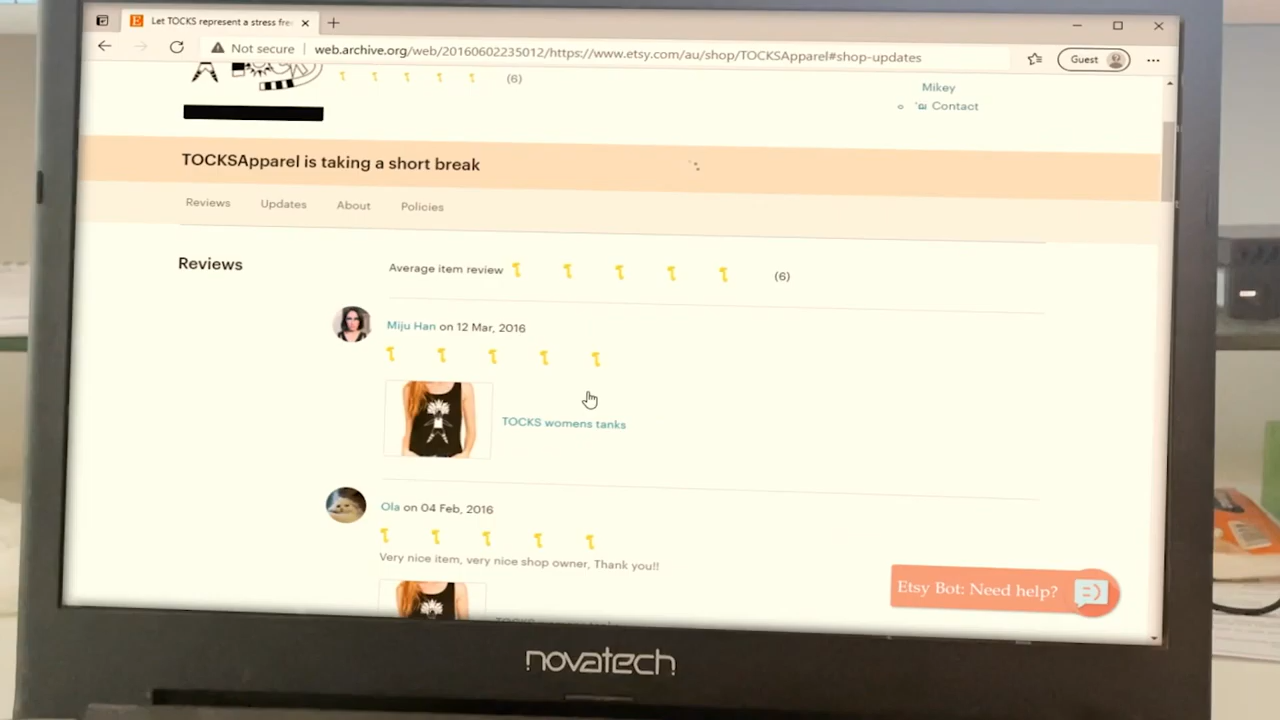 Let TOCKS represent a stress fre
Not secure
web.archive.org/web/20160602235012/https://www.etsy.com/au/shop/TOCKSApparel#shop-updates
Guest
(6)
Mikey
Contact
TOCKSApparel is taking a short break
Reviews
Updates
About
Policies
Reviews
Average item review
(6)
Miju Han on 12 Mar, 2016
TOCKS womens tanks
Ola on 04 Feb, 2016
Very nice item, very nice shop owner, Thank you!!
Etsy Bot: Need help?
novatech